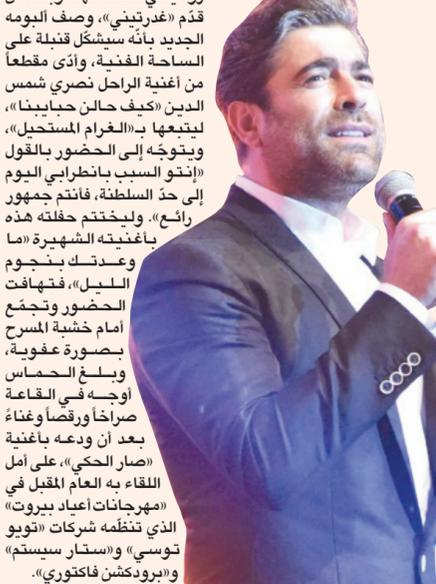 قدّم «غدرتيني»، وصف ألبومه
الجديد بأنّه سيشكّل قنبلة على
الساحة الفنية، وأدّى مقطعاً
من أغنية الراحل نصري شمس
الدين «كيف حالن حبايبنا»،
ليتبعها بـ«الغرام المستحيل»،
ويتوجّه إلى الحضور بالقول
«إنتو السبب بانطرابي اليوم
إلى حدّ السلطنة، فأنتم جمهور
رائع». وليختتم حفلته هذه
بأغنيته الشهيرة «ما
وعدتك بنجوم
الليل»، فتهافت
الحضور وتجمّع
أمام خشبة المسرح
بصورة عفوية،
وبلغ الحماس
أوجه في القاعة
صراخاً ورقصاً وغناءً
بعد أن ودعه بأغنية
«صار الحكي»، على أمل
اللقاء به العام المقبل في
«مهرجانات أعياد بيروت»
الذي تنظّمه شركات «تويو
توسي» و«ستار سيستم»
و«برودكشن فاكتوري».